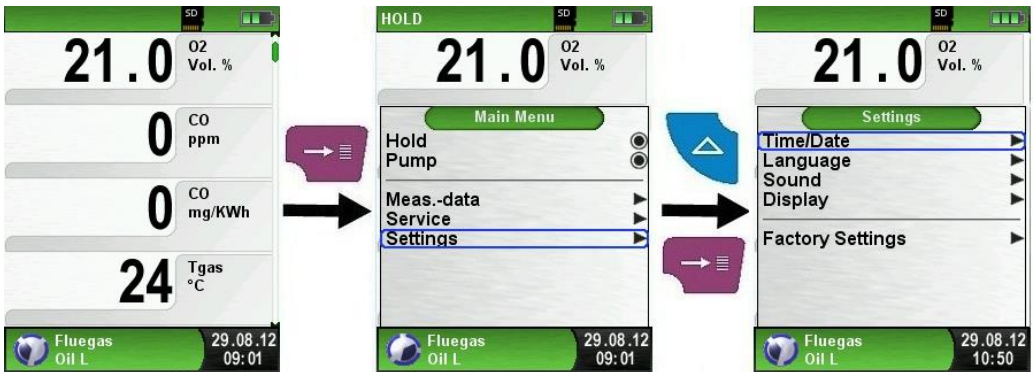 SD
21.0 O2
Vol. %
0 CO
ppm
0 CO
mg/KWh
24 Tgas
°C
Fluegas
Oil L
29.08.12
09:01
HOLD
SD
21.0 O2
Vol. %
Main Menu
Hold
Pump
Meas.-data
Service
Settings
Fluegas
Oil L
29.08.12
09:01
SD
21.0 O2
Vol. %
Settings
Time/Date
Language
Sound
Display
Factory Settings
Fluegas
Oil L
29.08.12
10:50